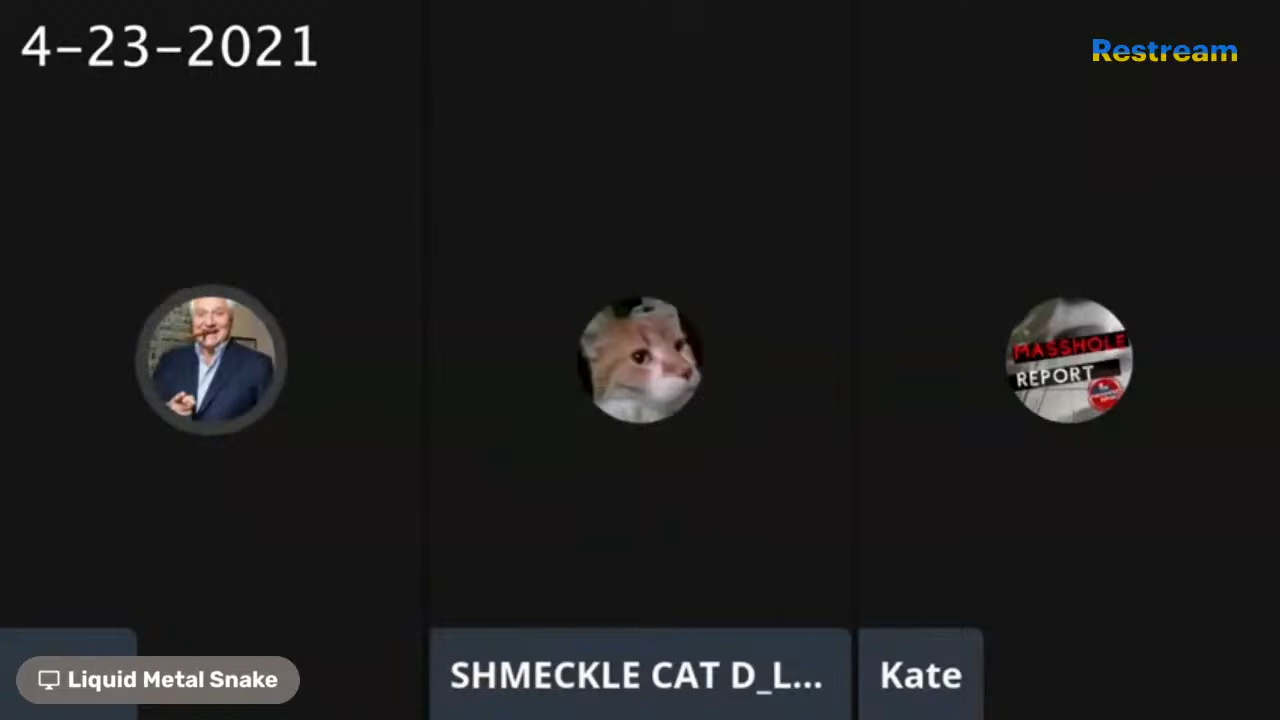 4-23-2021
Restream
MASSHOLE
REPORT
Liquid Metal Snake
SHMECKLE CAT D_L...
Kate